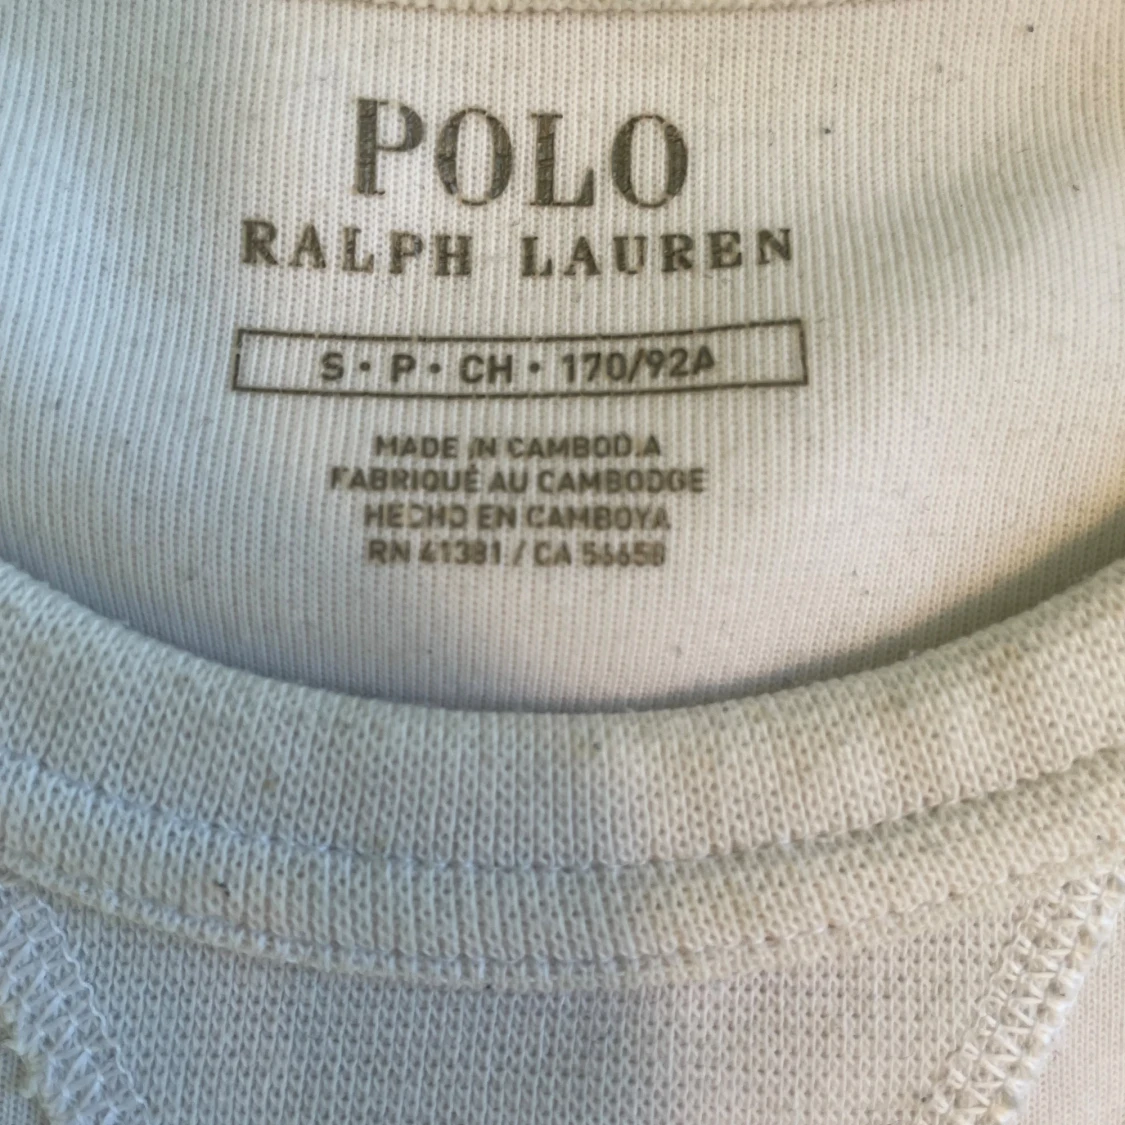 POLO
RALPH LAUREN
S • P • CH • 170/92A
MADE IN CAMBODIA
FABRIQUÉ AU CAMBODGE
HECHO EN CAMBOYA
RN 41381 / CA 56658